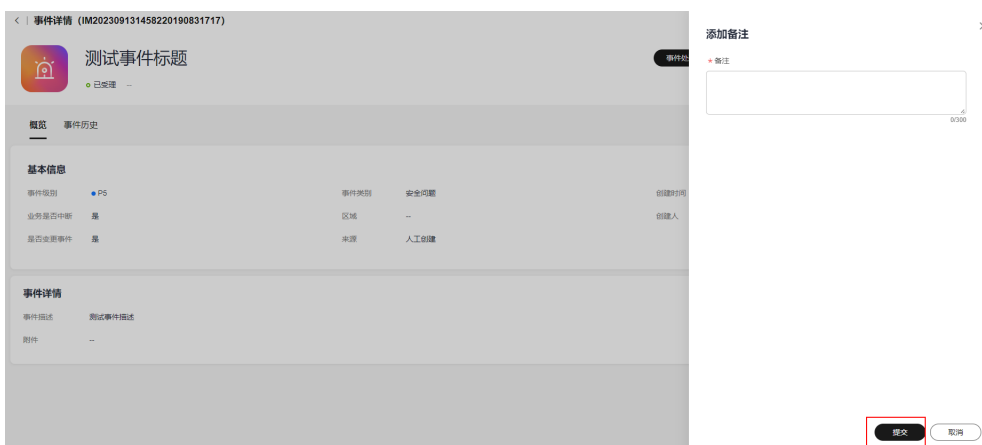 事件详情（IM202309131458220190831717）
测试事件标题
已受理 --
事件处
概览 事件历史
基本信息
事件级别 P5 事件类别 安全问题 创建时间
业务是否中断 是 区域 -- 创建人
是否变更事件 是 来源 人工创建
事件详情
事件描述 测试事件描述
附件 --
添加备注
* 备注
0/300
提交 取消